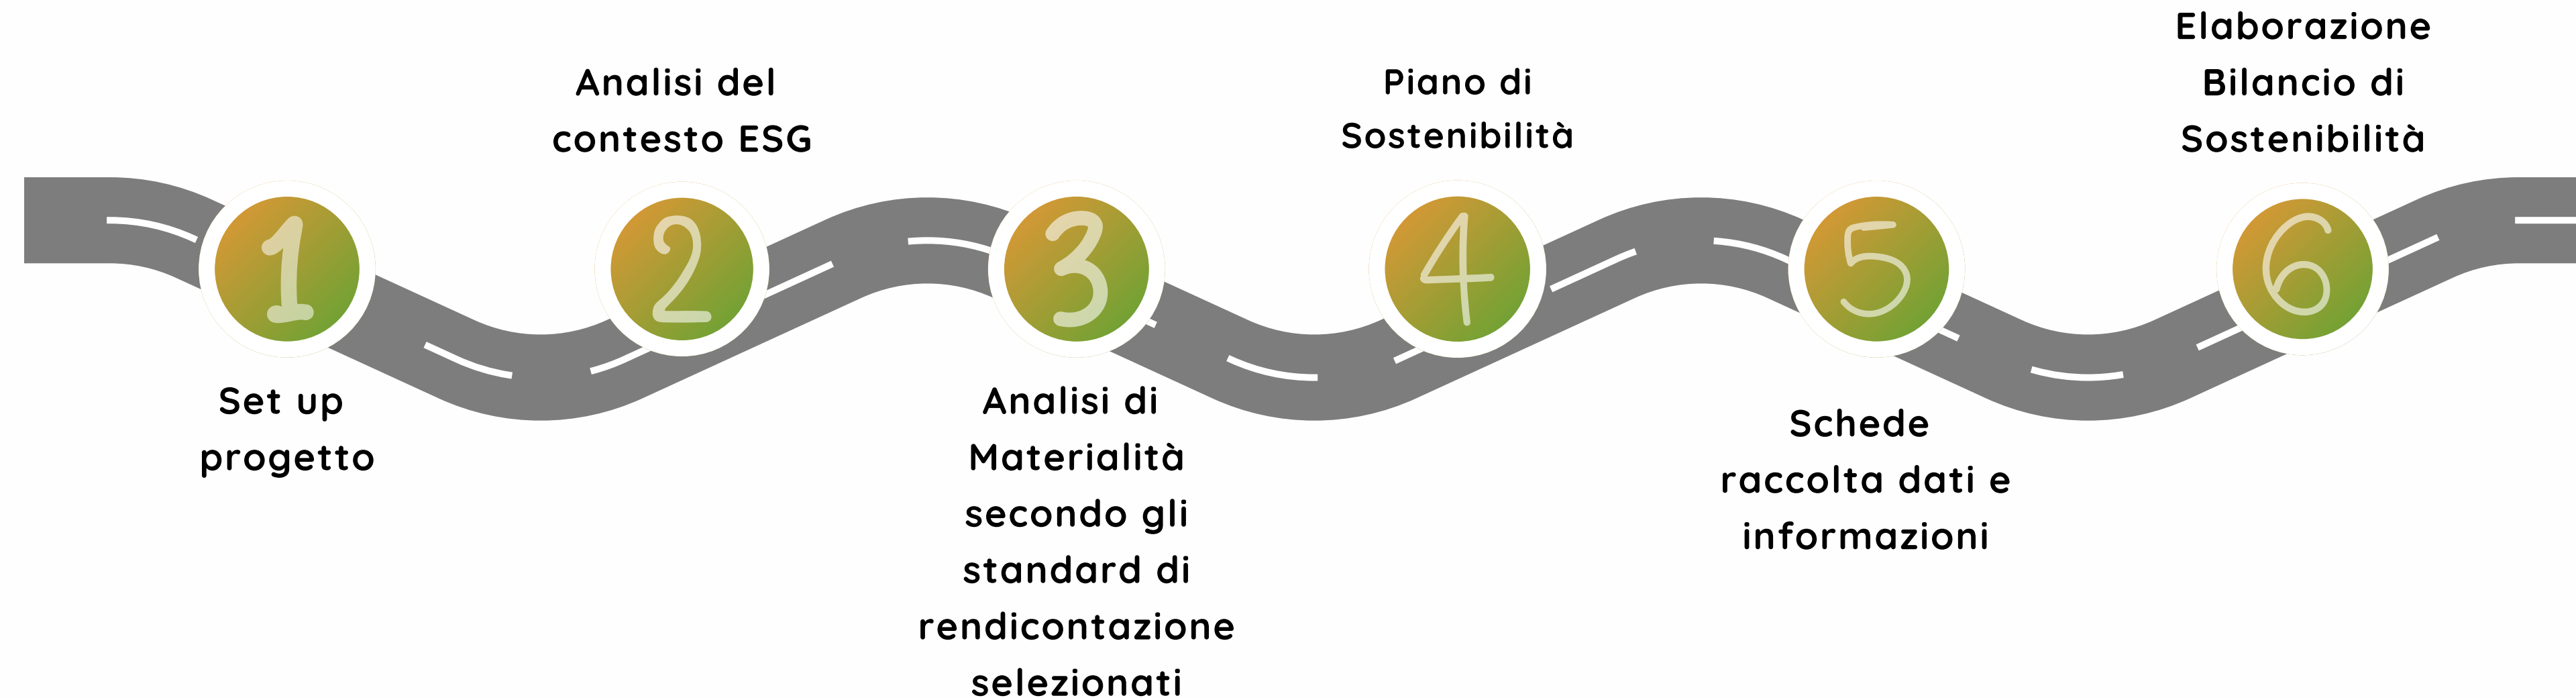 1
Set up
progetto
2
Analisi del
contesto ESG
3
Analisi di
Materialità
secondo gli
standard di
rendicontazione
selezionati
4
Piano di
Sostenibilità
5
Schede
raccolta dati e
informazioni
6
Elaborazione
Bilancio di
Sostenibilità